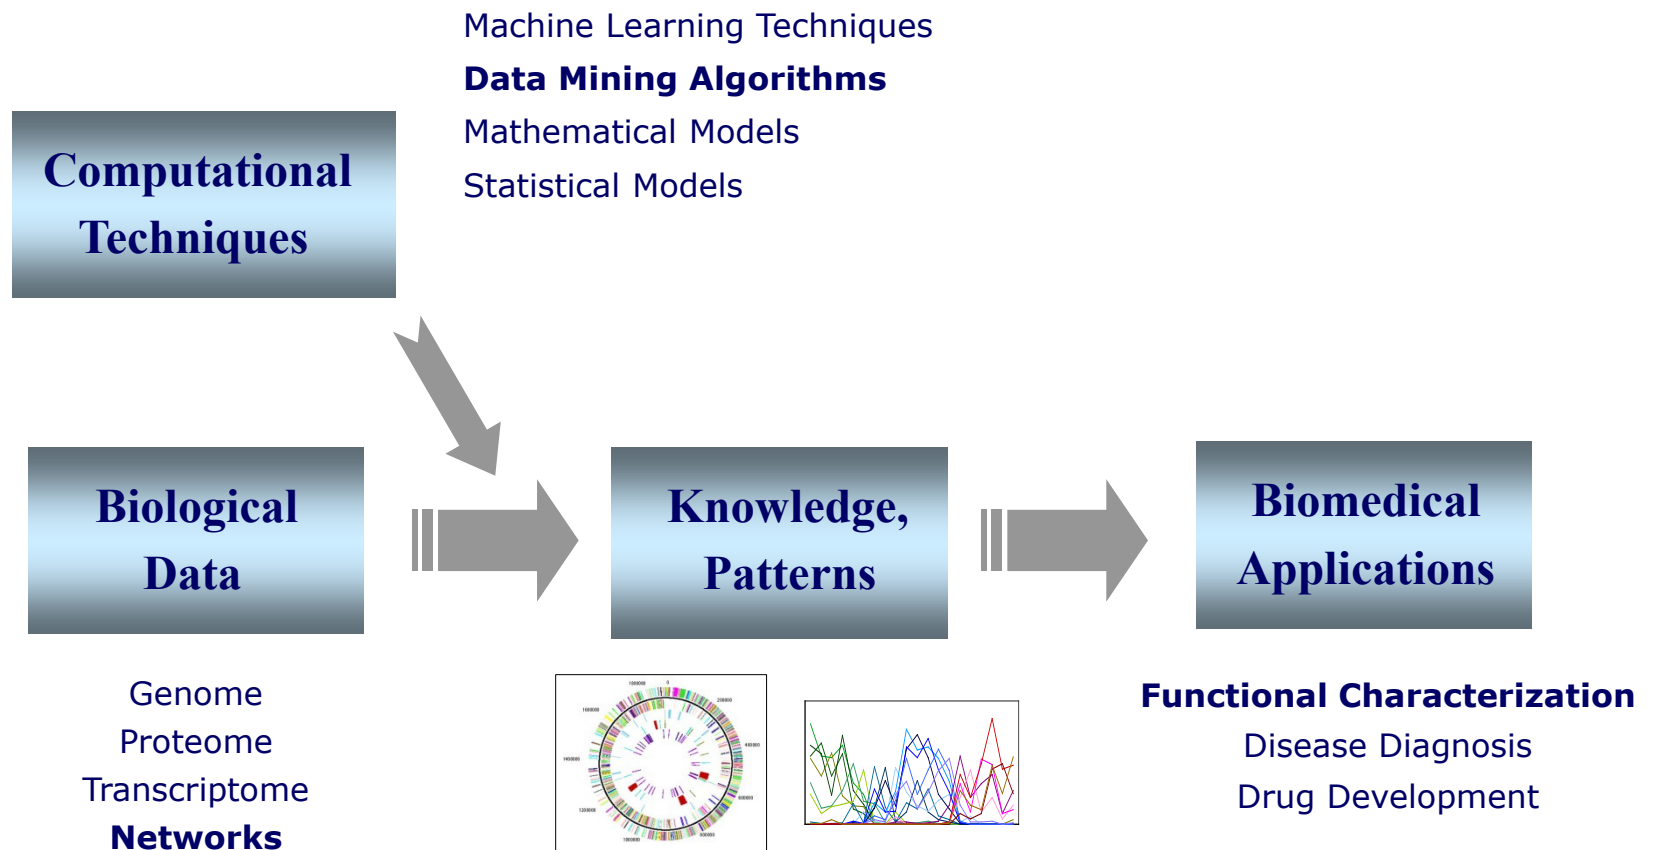 Machine Learning Techniques
Data Mining Algorithms
Mathematical Models
Statistical Models
Computational
Techniques
Biological
Data
Knowledge,
Patterns
Biomedical
Applications
Genome
Proteome
Transcriptome
Networks
Functional Characterization
Disease Diagnosis
Drug Development
0